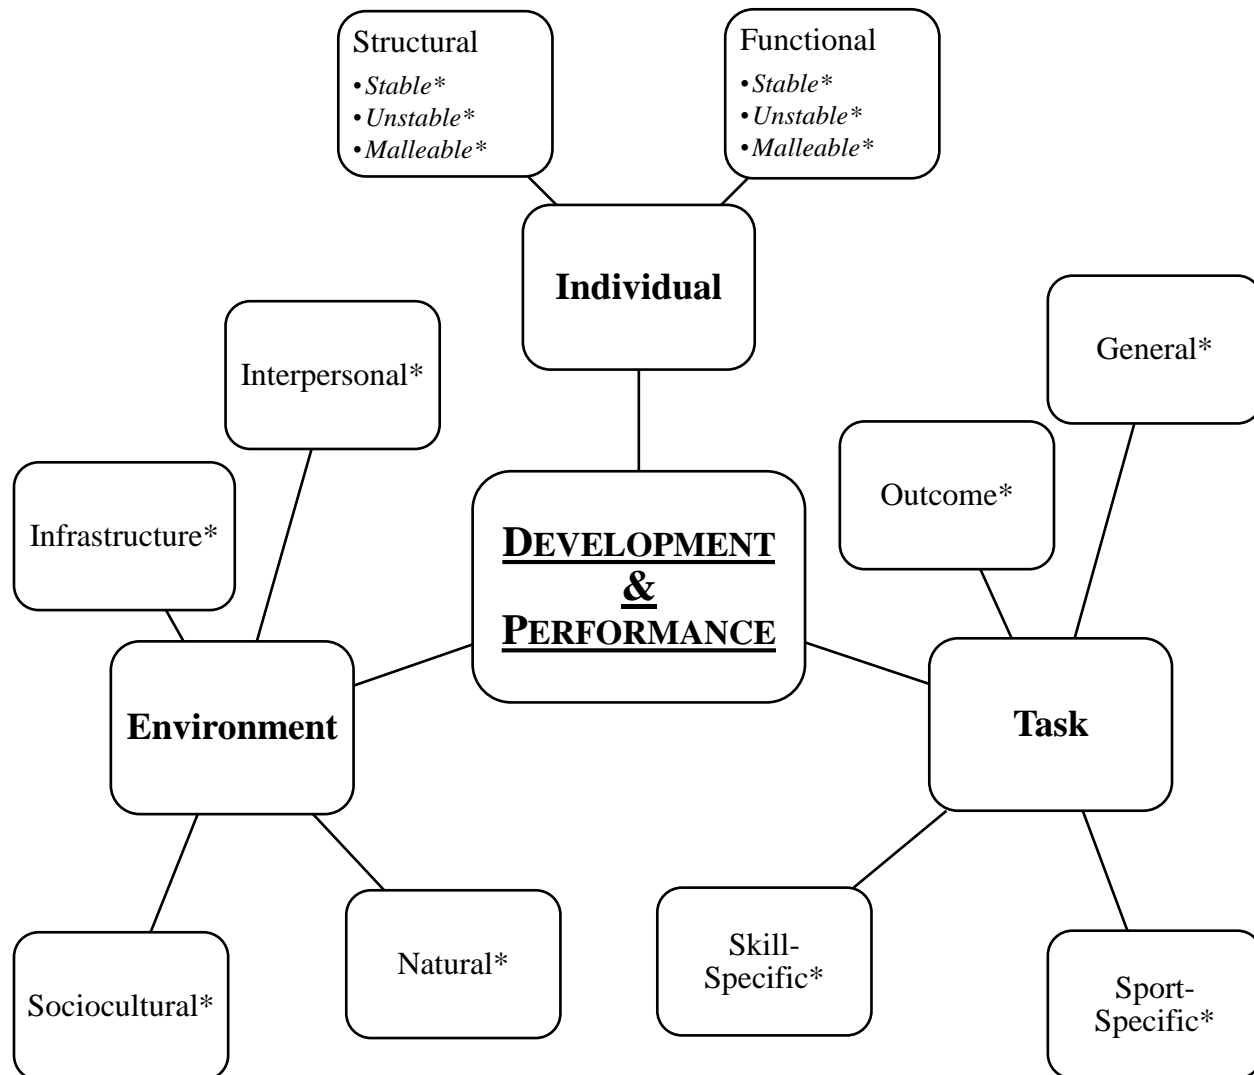 Structural
• Stable*
• Unstable*
• Malleable*
Functional
• Stable*
• Unstable*
• Malleable*
Individual
Interpersonal*
General*
Infrastructure*
Outcome*
DEVELOPMENT
&
PERFORMANCE
Environment
Task
Sociocultural*
Natural*
Skill-
Specific*
Sport-
Specific*